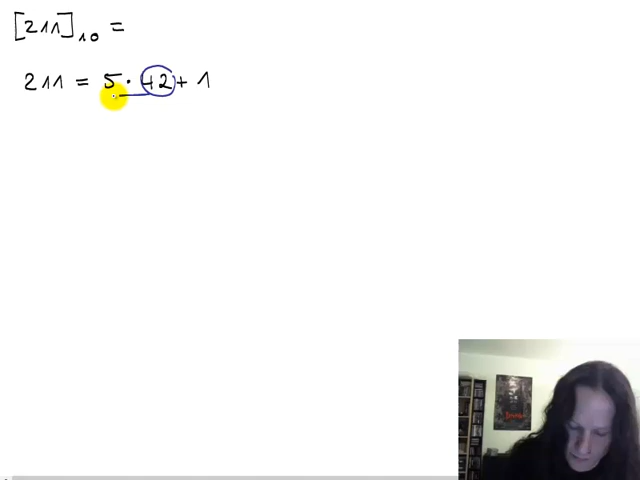 [211]₁₀ =
211 = 5 · 42 + 1